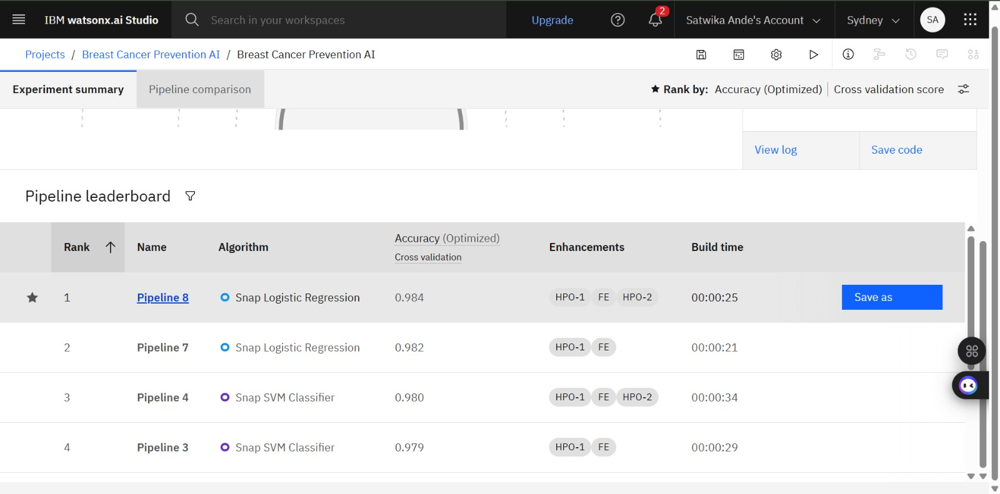 IBM watsonx.ai Studio
Search in your workspaces
Upgrade
2
Satwika Ande's Account
Sydney
SA
Projects / Breast Cancer Prevention AI / Breast Cancer Prevention AI
Experiment summary
Pipeline comparison
Rank by: Accuracy (Optimized) | Cross validation score
View log
Save code
Pipeline leaderboard
Rank Name Algorithm Accuracy (Optimized) Enhancements Build time
Cross validation
1 Pipeline 8 Snap Logistic Regression 0.984 HPO-1 FE HPO-2 00:00:25 Save as
2 Pipeline 7 Snap Logistic Regression 0.982 HPO-1 FE 00:00:21
3 Pipeline 4 Snap SVM Classifier 0.980 HPO-1 FE HPO-2 00:00:34
4 Pipeline 3 Snap SVM Classifier 0.979 HPO-1 FE 00:00:29